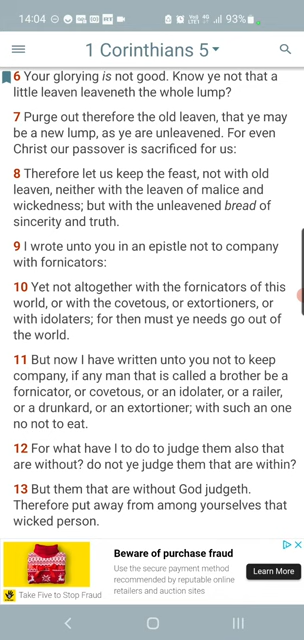 14:04
4G
93%
1 Corinthians 5
6 Your glorying is not good. Know ye not that a
little leaven leaveneth the whole lump?
7 Purge out therefore the old leaven, that ye may
be a new lump, as ye are unleavened. For even
Christ our passover is sacrificed for us:
8 Therefore let us keep the feast, not with old
leaven, neither with the leaven of malice and
wickedness; but with the unleavened bread of
sincerity and truth.
9 I wrote unto you in an epistle not to company
with fornicators:
10 Yet not altogether with the fornicators of this
world, or with the covetous, or extortioners, or
with idolaters; for then must ye needs go out of
the world.
11 But now I have written unto you not to keep
company, if any man that is called a brother be a
fornicator, or covetous, or an idolater, or a railer,
or a drunkard, or an extortioner; with such an one
no not to eat.
12 For what have I to do to judge them also that
are without? do not ye judge them that are within?
13 But them that are without God judgeth.
Therefore put away from among yourselves that
wicked person.
Beware of purchase fraud
Use the secure payment method
recommended by reputable online
retailers and auction sites
Learn More
Take Five to Stop Fraud